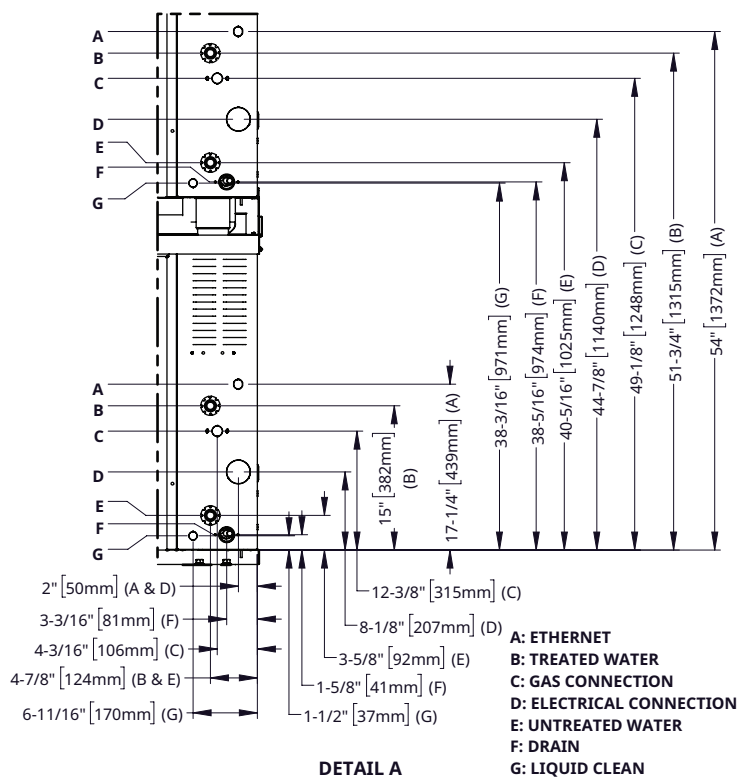 A
B
C
D
E
F
G
38-3/16" [971mm] (G)
38-5/16" [974mm] (F)
40-5/16" [1025mm] (E)
44-7/8" [1140mm] (D)
49-1/8" [1248mm] (C)
51-3/4" [1315mm] (B)
54" [1372mm] (A)
A
B
C
D
E
F
G
15" [382mm]
(B)
17-1/4" [439mm] (A)
2" [50mm] (A & D)
3-3/16" [81mm] (F)
4-3/16" [106mm] (C)
4-7/8" [124mm] (B & E)
6-11/16" [170mm] (G)
12-3/8" [315mm] (C)
8-1/8" [207mm] (D)
3-5/8" [92mm] (E)
1-5/8" [41mm] (F)
1-1/2" [37mm] (G)
A: ETHERNET
B: TREATED WATER
C: GAS CONNECTION
D: ELECTRICAL CONNECTION
E: UNTREATED WATER
F: DRAIN
G: LIQUID CLEAN
DETAIL A